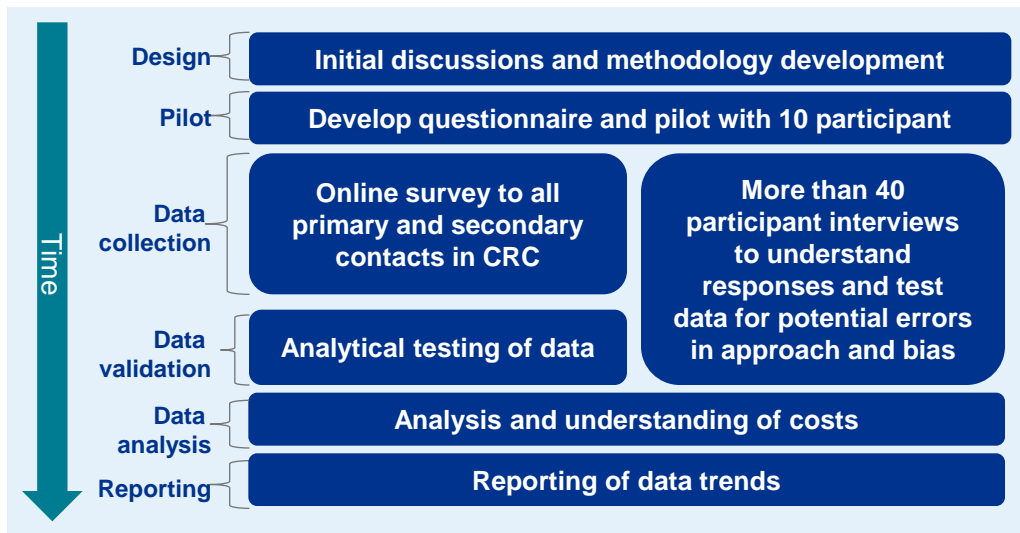 Time
Design
Initial discussions and methodology development
Pilot
Develop questionnaire and pilot with 10 participant
Data
collection
Online survey to all
primary and secondary
contacts in CRC
More than 40
participant interviews
to understand
responses and test
data for potential errors
in approach and bias
Data
validation
Analytical testing of data
Data
analysis
Analysis and understanding of costs
Reporting
Reporting of data trends